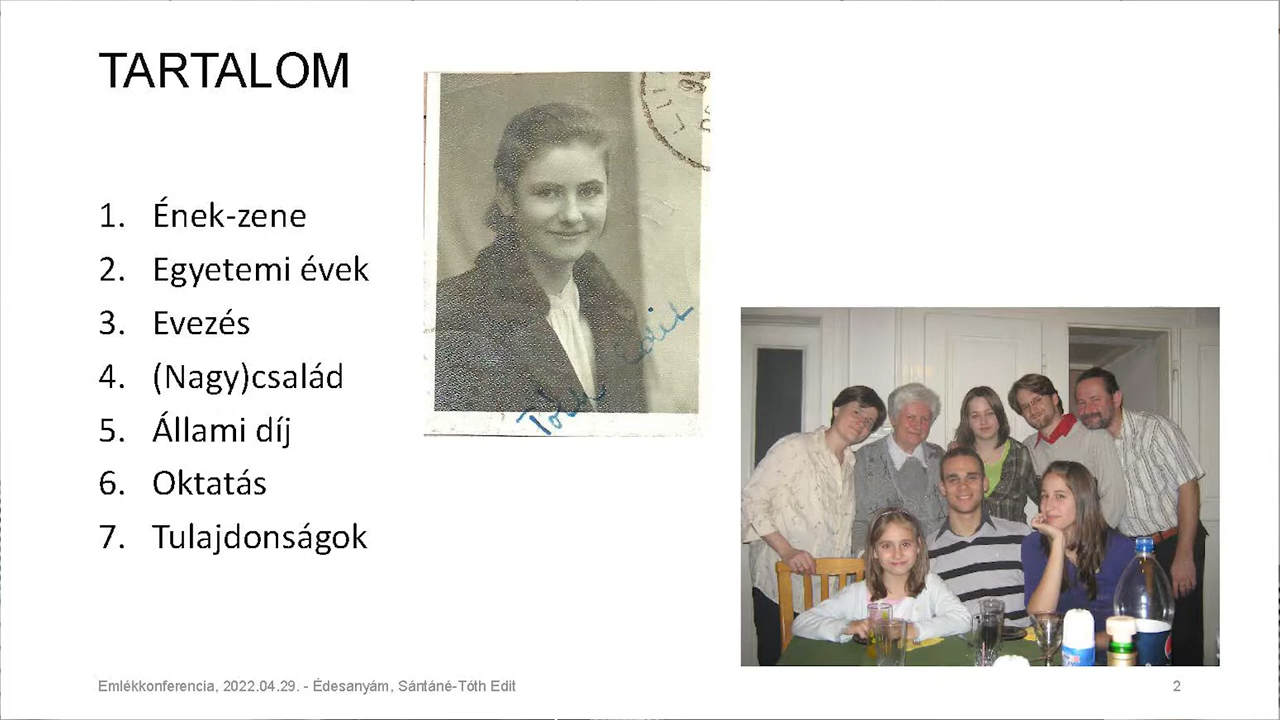 TARTALOM
1. Ének-zene
2. Egyetemi évek
3. Evezés
4. (Nagy)család
5. Állami díj
6. Oktatás
7. Tulajdonságok
Tóth Edit
Emlékkonferencia, 2022.04.29. - Édesanyám, Sántáné-Tóth Edit
2